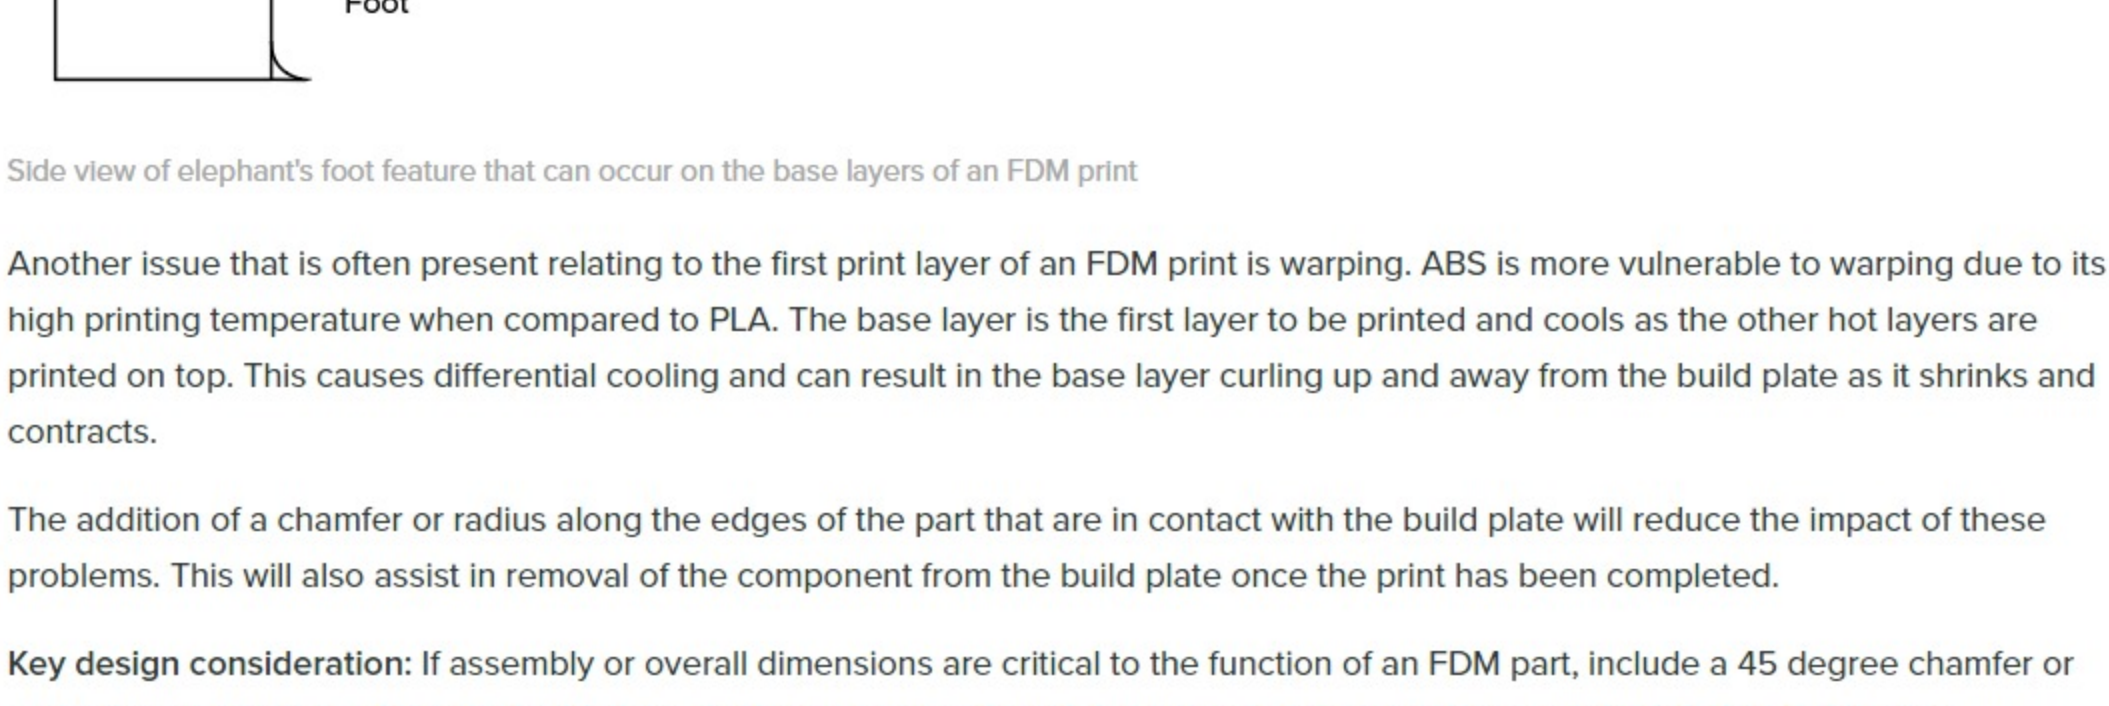 Foot
Side view of elephant's foot feature that can occur on the base layers of an FDM print
Another issue that is often present relating to the first print layer of an FDM print is warping. ABS is more vulnerable to warping due to its
high printing temperature when compared to PLA. The base layer is the first layer to be printed and cools as the other hot layers are
printed on top. This causes differential cooling and can result in the base layer curling up and away from the build plate as it shrinks and
contracts.
The addition of a chamfer or radius along the edges of the part that are in contact with the build plate will reduce the impact of these
problems. This will also assist in removal of the component from the build plate once the print has been completed.
Key design consideration: If assembly or overall dimensions are critical to the function of an FDM part, include a 45 degree chamfer or